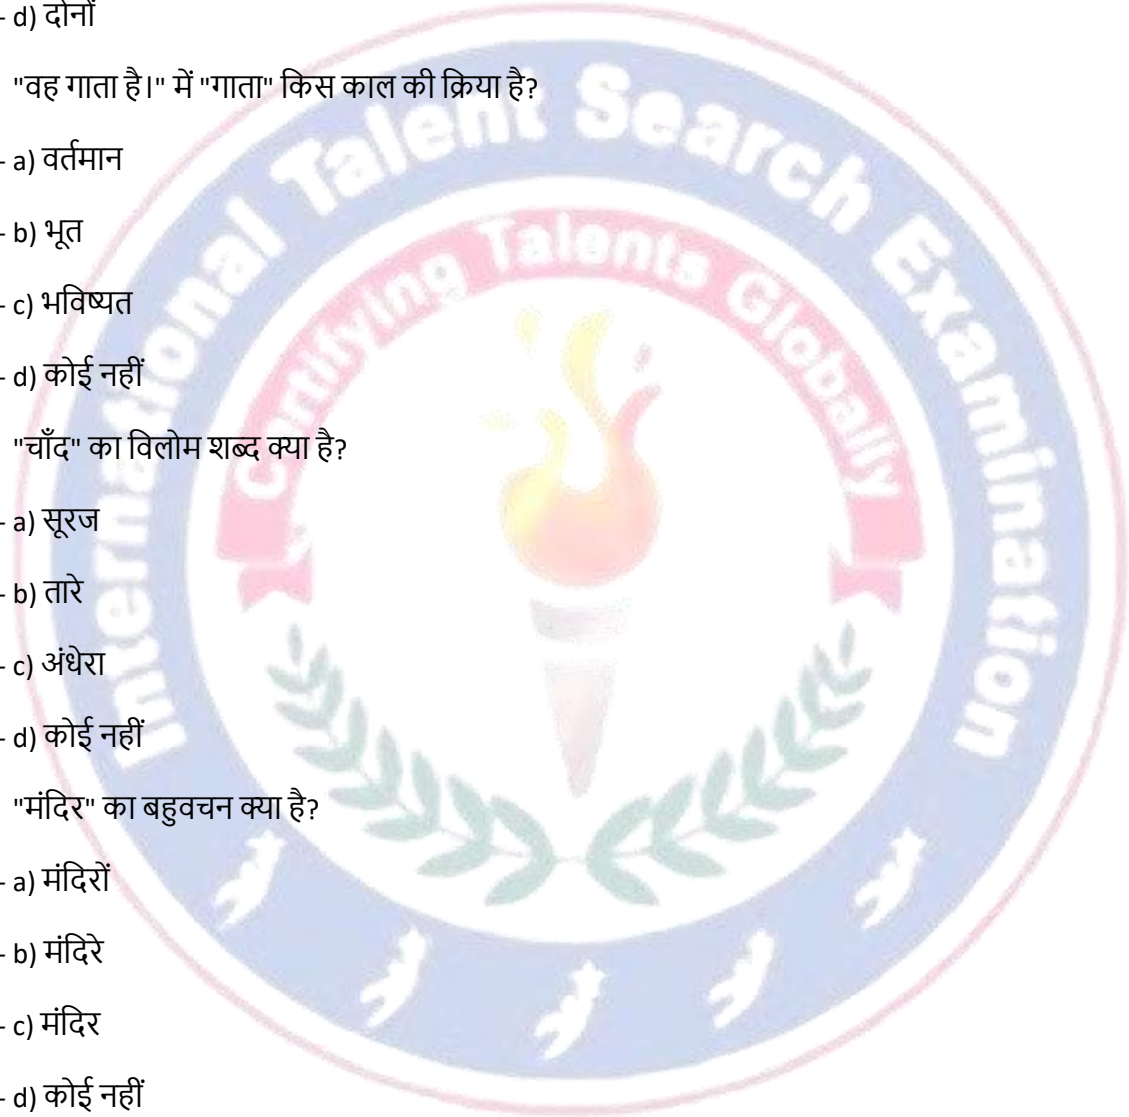 - d) दोनों
"वह गाता है।" में "गाता" किस काल की क्रिया है?
- a) वर्तमान
- b) भूत
- c) भविष्यत
- d) कोई नहीं
"चाँद" का विलोम शब्द क्या है?
- a) सूरज
- b) तारे
- c) अंधेरा
- d) कोई नहीं
"मंदिर" का बहुवचन क्या है?
- a) मंदिरों
- b) मंदिरे
- c) मंदिर
- d) कोई नहीं
International Talent Search Examination
Certifying Talents Globally